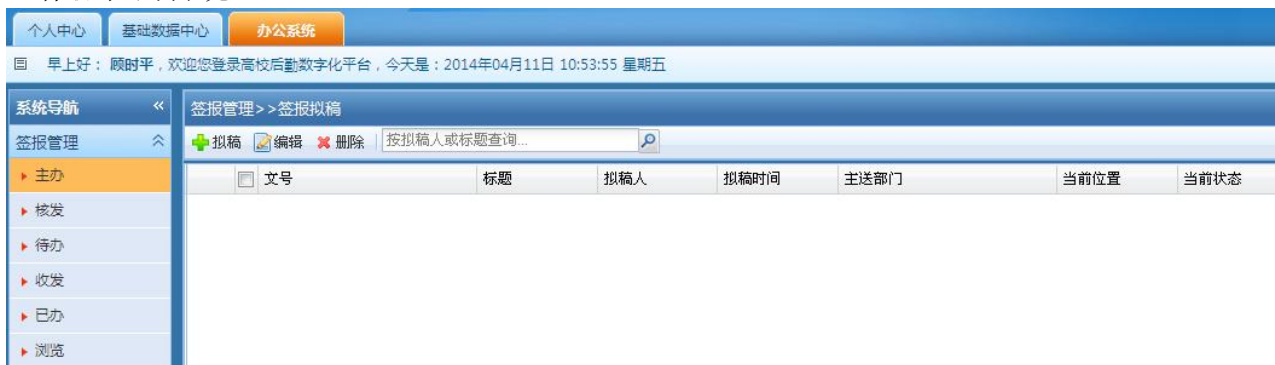 个人中心 基础数据中心 办公系统
早上好：顾时平，欢迎您登录高校后勤数字化平台，今天是：2014年04月11日 10:53:55 星期五
系统导航 « 签报管理>>签报拟稿
签报管理 拟稿 编辑 删除 按拟稿人或标题查询...
主办 文号 标题 拟稿人 拟稿时间 主送部门 当前位置 当前状态
核发
待办
收发
已办
浏览